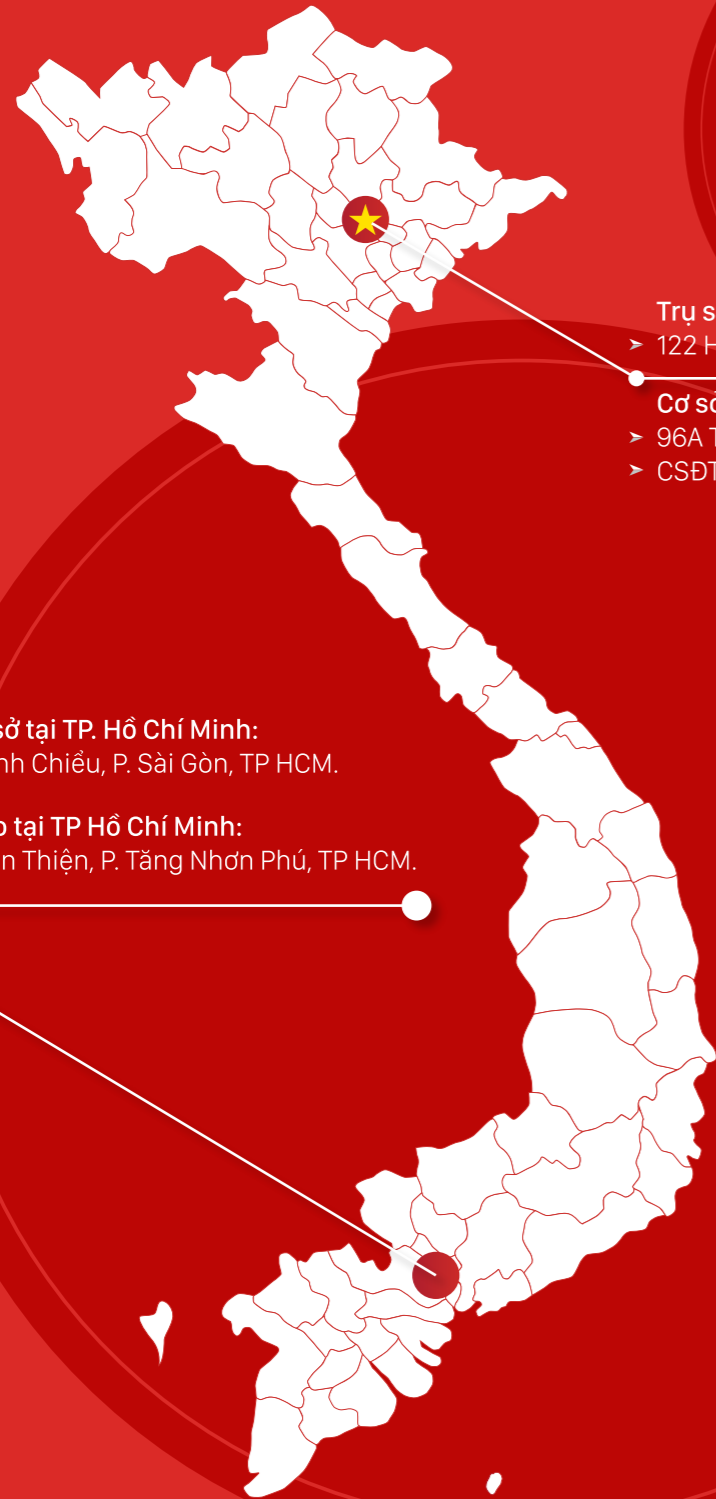 Trụ s
➢ 122 H
Cơ sở
➢ 96A T
➢ CSĐT
sở tại TP. Hồ Chí Minh:
nh Chiểu, P. Sài Gòn, TP HCM.
tại TP Hồ Chí Minh:
n Thiện, P. Tăng Nhơn Phú, TP HCM.